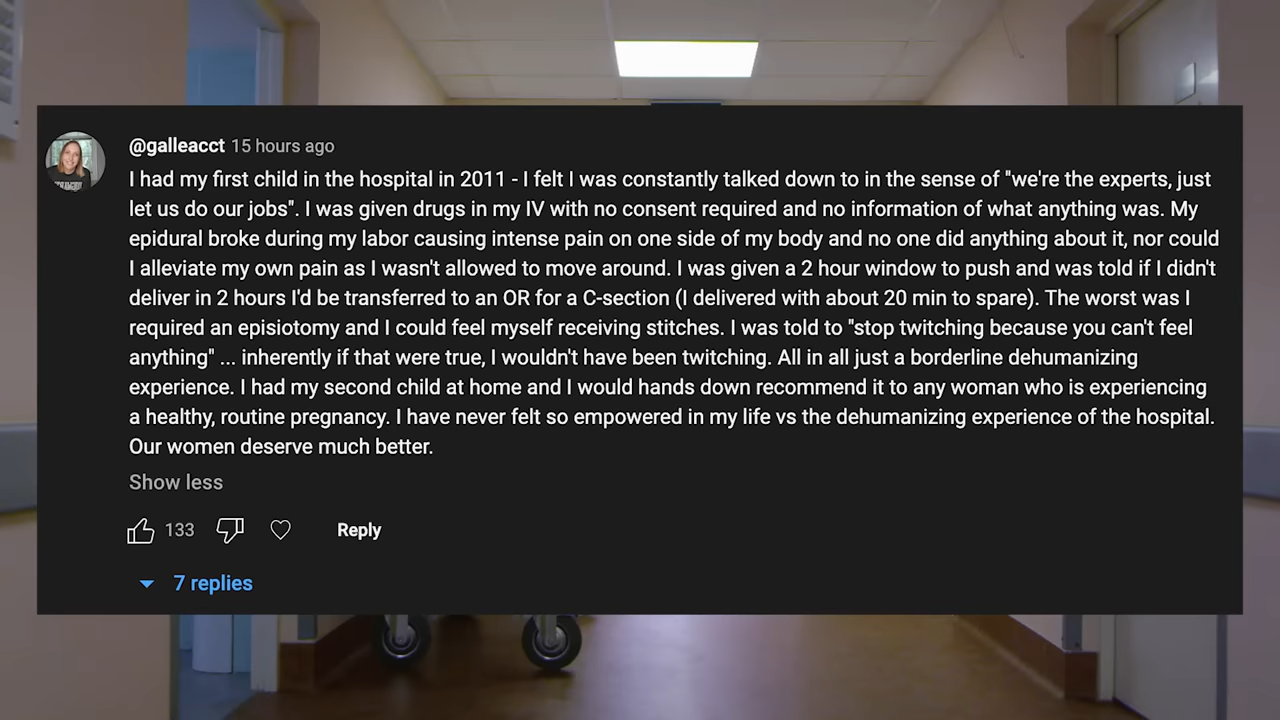 @galleacct 15 hours ago
I had my first child in the hospital in 2011 - I felt I was constantly talked down to in the sense of "we're the experts, just
let us do our jobs". I was given drugs in my IV with no consent required and no information of what anything was. My
epidural broke during my labor causing intense pain on one side of my body and no one did anything about it, nor could
I alleviate my own pain as I wasn't allowed to move around. I was given a 2 hour window to push and was told if I didn't
deliver in 2 hours I'd be transferred to an OR for a C-section (I delivered with about 20 min to spare). The worst was I
required an episiotomy and I could feel myself receiving stitches. I was told to "stop twitching because you can't feel
anything" ... inherently if that were true, I wouldn't have been twitching. All in all just a borderline dehumanizing
experience. I had my second child at home and I would hands down recommend it to any woman who is experiencing
a healthy, routine pregnancy. I have never felt so empowered in my life vs the dehumanizing experience of the hospital.
Our women deserve much better.
Show less
133 Reply
7 replies